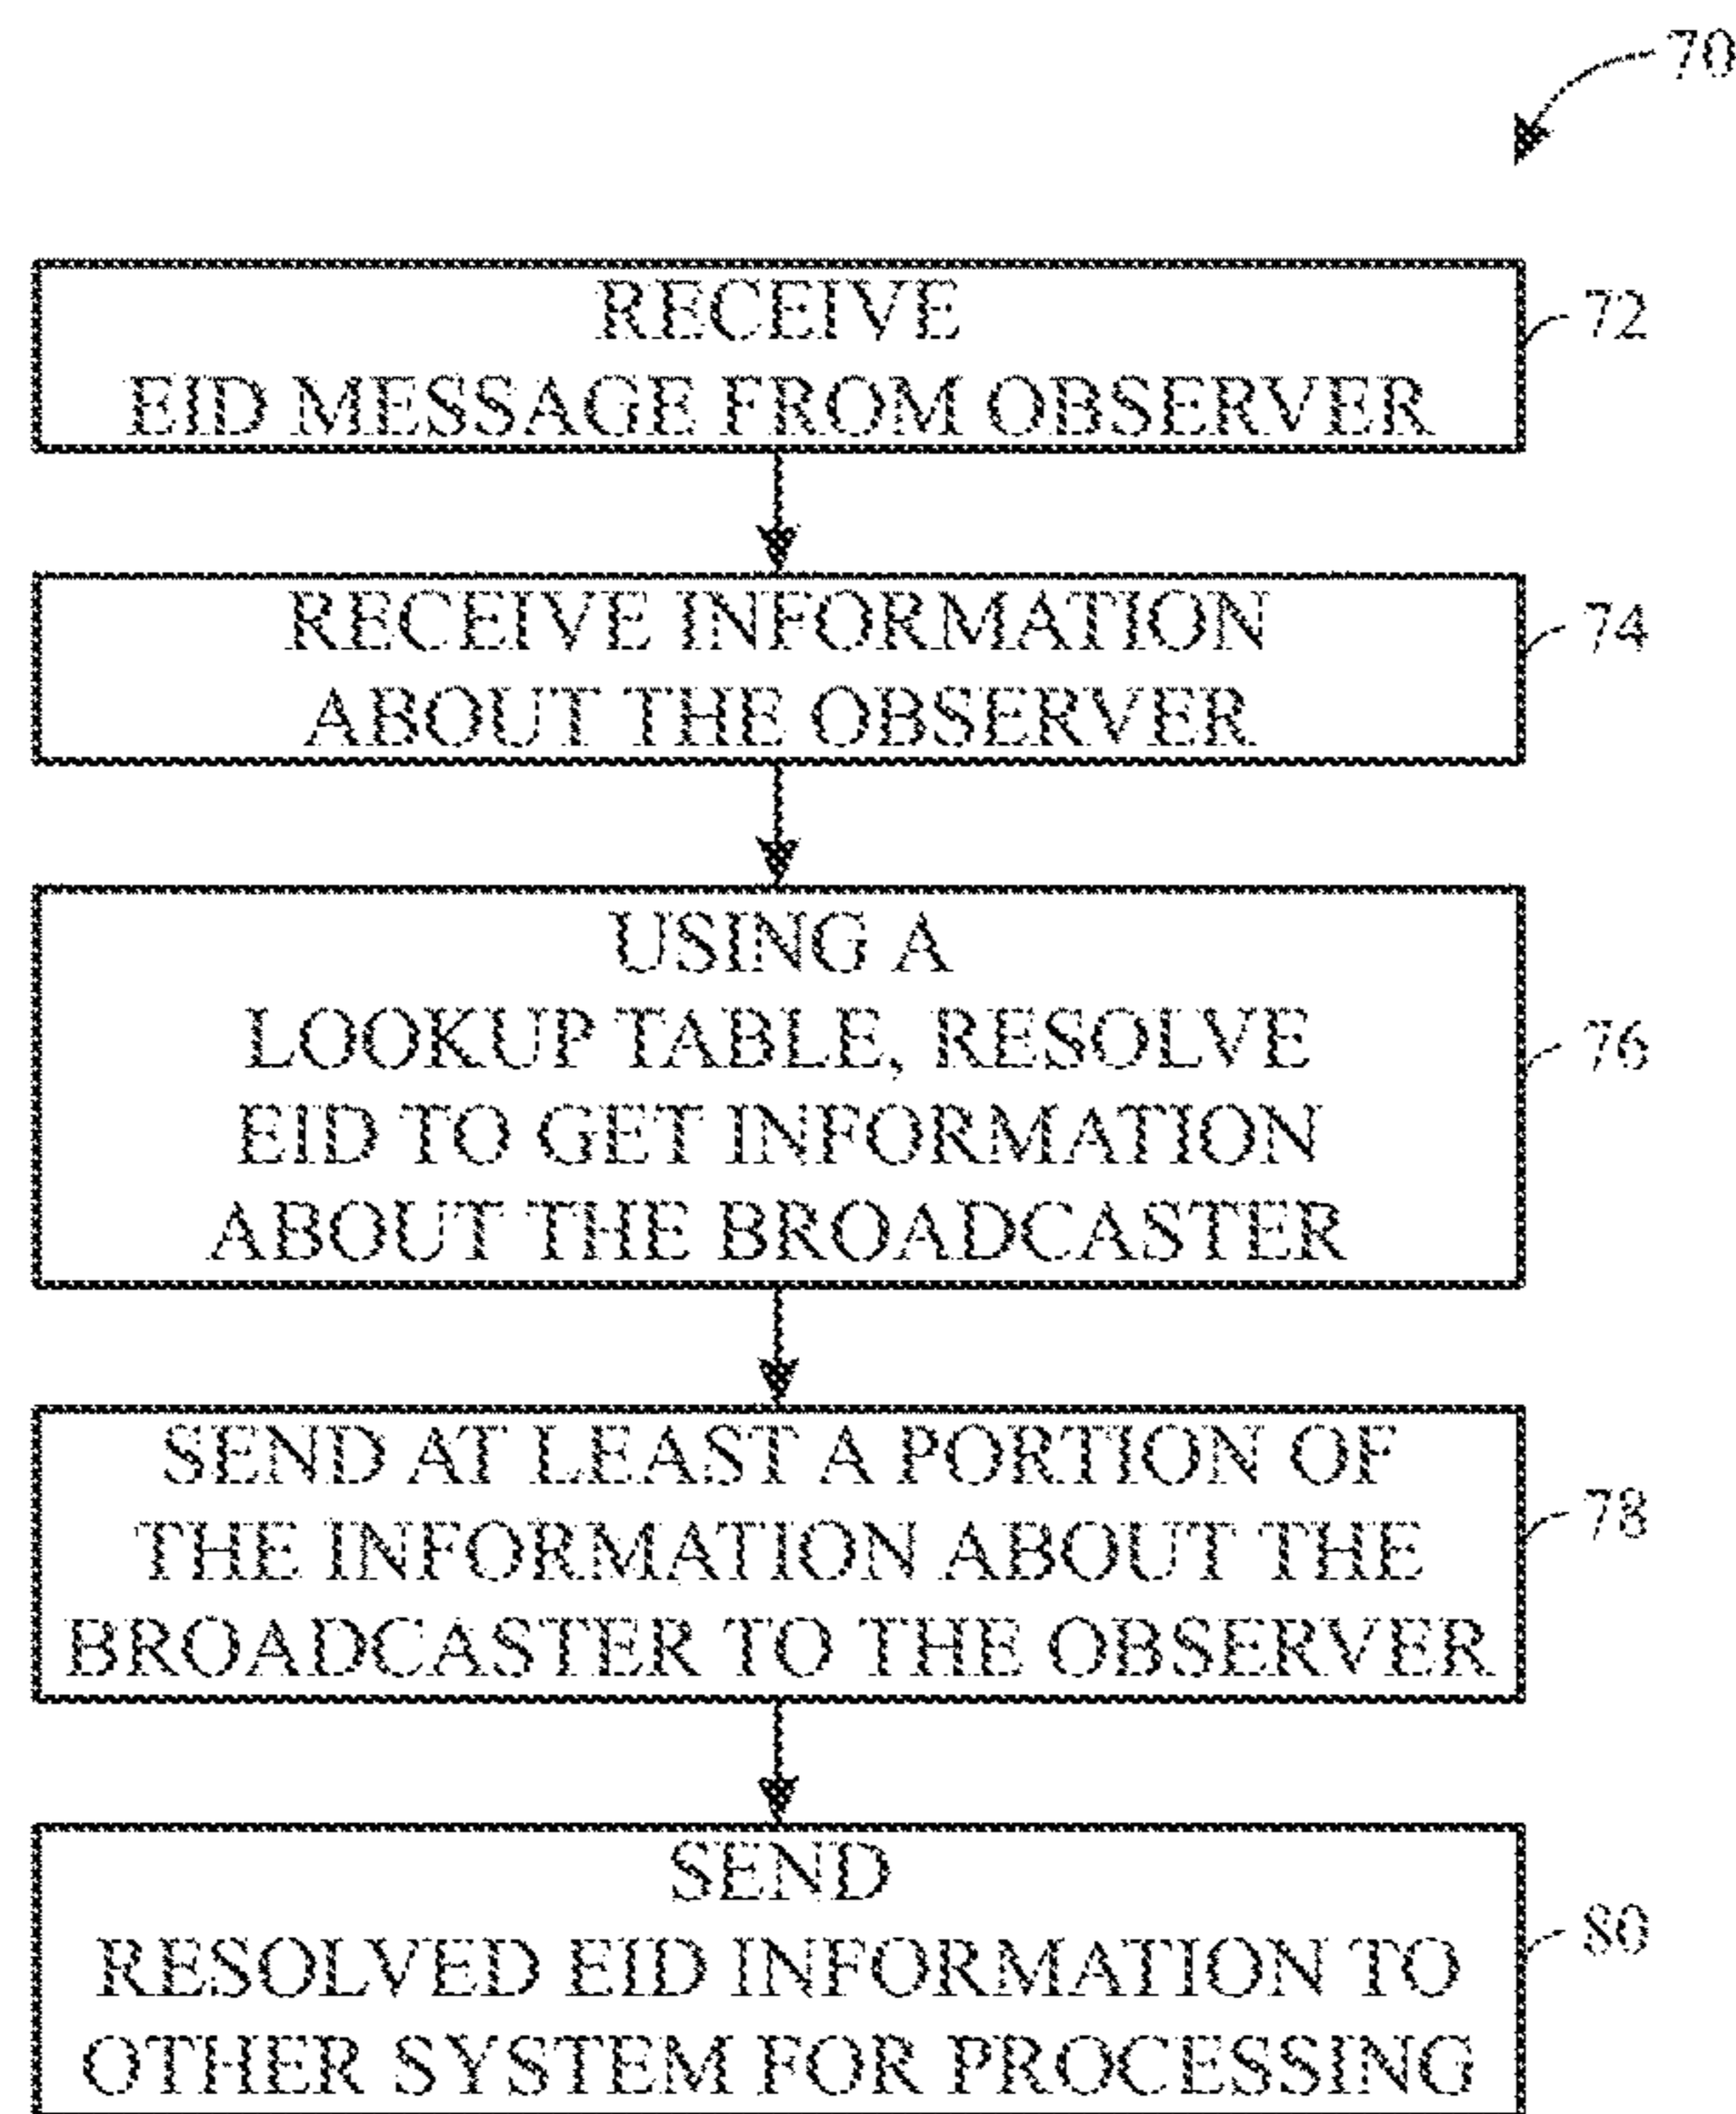 70
RECEIVE
EID MESSAGE FROM OBSERVER
72
RECEIVE INFORMATION
ABOUT THE OBSERVER
74
USING A
LOOKUP TABLE, RESOLVE
EID TO GET INFORMATION
ABOUT THE BROADCASTER
76
SEND AT LEAST A PORTION OF
THE INFORMATION ABOUT THE
BROADCASTER TO THE OBSERVER
78
SEND
RESOLVED EID INFORMATION TO
OTHER SYSTEM FOR PROCESSING
80